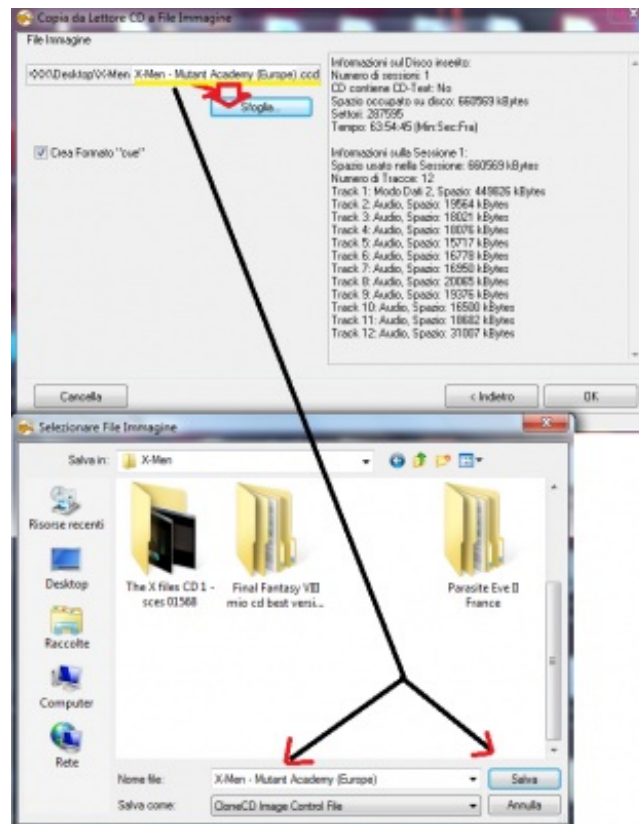 Copia da Lettore CD a File Immagine
File Immagine
\Desktop\X-Men X-Men - Mutant Academy (Europe).ccd
Sfoglia...
Crea Formato "cue"
Informazioni sul Disco inserito:
Numero di sessioni: 1
CD contiene CD-Text: No
Spazio occupato su disco: 660569 kBytes
Settori: 287595
Tempo: 63:54:45 (Min:Sec:Fra)
Informazioni sulla Sessione 1:
Spazio usato nella Sessione: 660569 kBytes
Numero di Tracce: 12
Track 1: Modo Dati 2, Spazio: 449826 kBytes
Track 2: Audio, Spazio: 19564 kBytes
Track 3: Audio, Spazio: 18021 kBytes
Track 4: Audio, Spazio: 18076 kBytes
Track 5: Audio, Spazio: 15717 kBytes
Track 6: Audio, Spazio: 16778 kBytes
Track 7: Audio, Spazio: 16950 kBytes
Track 8: Audio, Spazio: 20065 kBytes
Track 9: Audio, Spazio: 19376 kBytes
Track 10: Audio, Spazio: 16500 kBytes
Track 11: Audio, Spazio: 18682 kBytes
Track 12: Audio, Spazio: 31007 kBytes
Cancella
< Indietro
OK
Selezionare File Immagine
Salva in:
X-Men
Risorse recenti
Desktop
Raccolte
Computer
Rete
The X files CD 1 -
sces 01568
Final Fantasy VIII
mio cd best versi...
Parasite Eve II
France
Nome file:
X-Men - Mutant Academy (Europe)
Salva
Salva come:
CloneCD Image Control File
Annulla